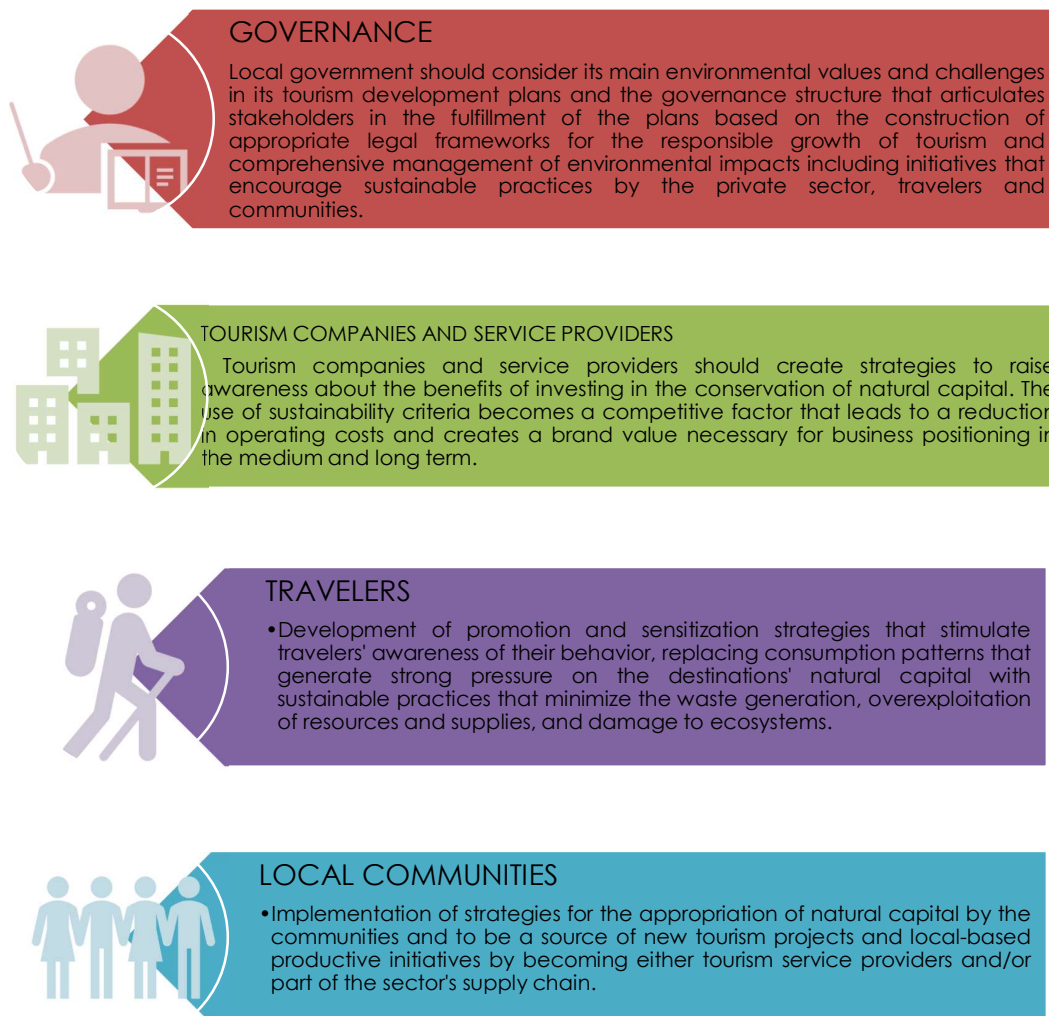 GOVERNANCE
Local government should consider its main environmental values and challenges
in its tourism development plans and the governance structure that articulates
stakeholders in the fulfillment of the plans based on the construction of
appropriate legal frameworks for the responsible growth of tourism and
comprehensive management of environmental impacts including initiatives that
encourage sustainable practices by the private sector, travelers and
communities.
TOURISM COMPANIES AND SERVICE PROVIDERS
Tourism companies and service providers should create strategies to raise
awareness about the benefits of investing in the conservation of natural capital. The
use of sustainability criteria becomes a competitive factor that leads to a reduction
in operating costs and creates a brand value necessary for business positioning in
the medium and long term.
TRAVELERS
•Development of promotion and sensitization strategies that stimulate
travelers' awareness of their behavior, replacing consumption patterns that
generate strong pressure on the destinations' natural capital with
sustainable practices that minimize the waste generation, overexploitation
of resources and supplies, and damage to ecosystems.
LOCAL COMMUNITIES
•Implementation of strategies for the appropriation of natural capital by the
communities and to be a source of new tourism projects and local-based
productive initiatives by becoming either tourism service providers and/or
part of the sector's supply chain.